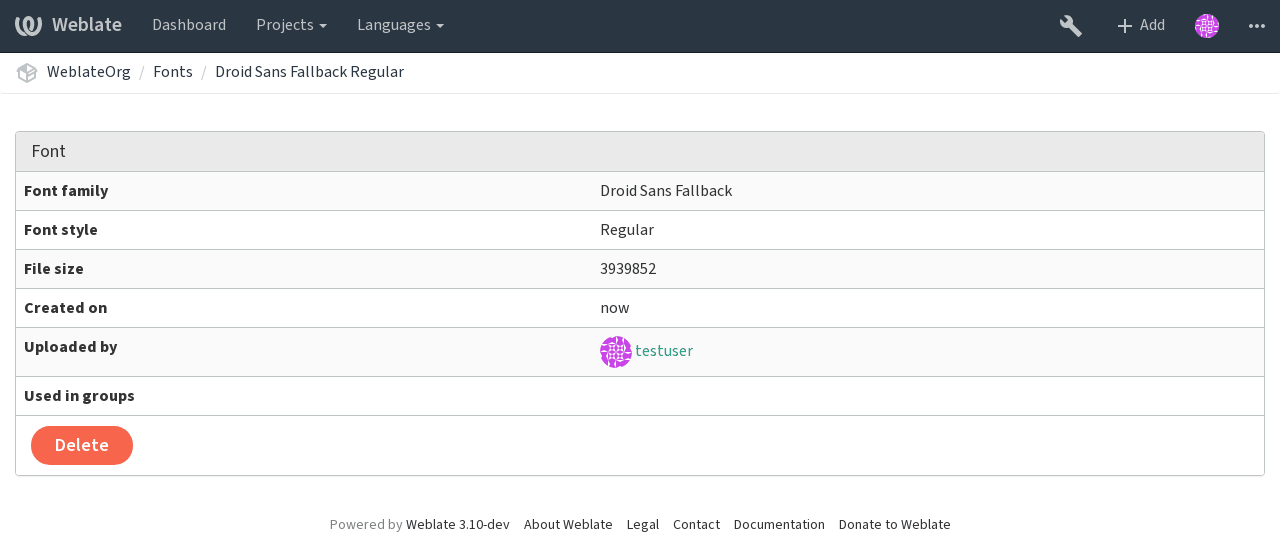 Weblate Dashboard Projects Languages Add
WeblateOrg / Fonts / Droid Sans Fallback Regular
Font
Font family Droid Sans Fallback
Font style Regular
File size 3939852
Created on now
Uploaded by testuser
Used in groups
Delete
Powered by Weblate 3.10-dev About Weblate Legal Contact Documentation Donate to Weblate